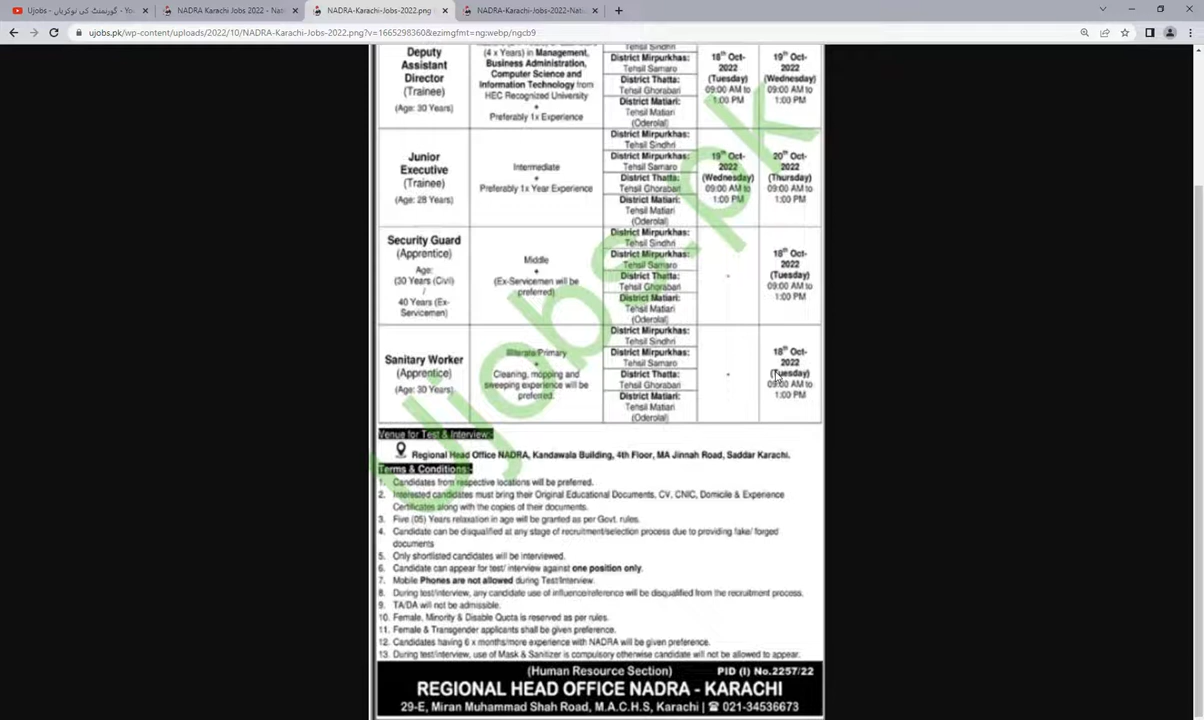 Ujobs - گورنمنٹ کی نوکریاں
NADRA Karachi Jobs 2022 - Nati
NADRA-Karachi-Jobs-2022.png
NADRA-Karachi-Jobs-2022-Natio
ujobs.pk/wp-content/uploads/2022/10/NADRA-Karachi-Jobs-2022.png?v=1665298360&ezimgfmt=ng:webp/ngcb9
Deputy
Assistant
Director
(Trainee)
(Age: 30 Years)
(4 x Years) in Management,
Business Administration,
Computer Science and
Information Technology from
HEC Recognized University
+
Preferably 1x Experience
Tehsil Sindhri
District Mirpurkhas:
Tehsil Samaro
District Thatta:
Tehsil Ghorabari
District Matiari:
Tehsil Matiari
(Oderolal)
18th Oct-
2022
(Tuesday)
09:00 AM to
1:00 PM
19th Oct-
2022
(Wednesday)
09:00 AM to
1:00 PM
Junior
Executive
(Trainee)
(Age: 28 Years)
Intermediate
+
Preferably 1x Year Experience
District Mirpurkhas:
Tehsil Sindhri
District Mirpurkhas:
Tehsil Samaro
District Thatta:
Tehsil Ghorabari
District Matiari:
Tehsil Matiari
(Oderolal)
19th Oct-
2022
(Wednesday)
09:00 AM to
1:00 PM
20th Oct-
2022
(Thursday)
09:00 AM to
1:00 PM
Security Guard
(Apprentice)
Age:
(30 Years (Civil)
/
40 Years (Ex-
Servicemen)
Middle
+
(Ex-Servicemen will be
preferred)
District Mirpurkhas:
Tehsil Sindhri
District Mirpurkhas:
Tehsil Samaro
District Thatta:
Tehsil Ghorabari
District Matiari:
Tehsil Matiari
(Oderolal)
-
18th Oct-
2022
(Tuesday)
09:00 AM to
1:00 PM
Sanitary Worker
(Apprentice)
(Age: 30 Years)
Illiterate/Primary
+
Cleaning, mopping and
sweeping experience will be
preferred.
District Mirpurkhas:
Tehsil Sindhri
District Mirpurkhas:
Tehsil Samaro
District Thatta:
Tehsil Ghorabari
District Matiari:
Tehsil Matiari
(Oderolal)
-
18th Oct-
2022
(Tuesday)
09:00 AM to
1:00 PM
Ujobs.pk
Venue for Test & Interview:-
Regional Head Office NADRA, Kandawala Building, 4th Floor, MA Jinnah Road, Saddar Karachi.
Terms & Conditions:-
1. Candidates from respective locations will be preferred.
2. Interested candidates must bring their Original Educational Documents, CV, CNIC, Domicile & Experience
Certificates along with the copies of their documents.
3. Five (05) Years relaxation in age will be granted as per Govt. rules.
4. Candidate can be disqualified at any stage of recruitment/selection process due to providing fake/ forged
documents
5. Only shortlisted candidates will be interviewed.
6. Candidate can appear for test/ interview against one position only.
7. Mobile Phones are not allowed during Test/Interview.
8. During test/interview, any candidate use of influence/reference will be disqualified from the recruitment process.
9. TA/DA will not be admissible.
10. Female, Minority & Disable Quota is reserved as per rules.
11. Female & Transgender applicants shall be given preference.
12. Candidates having 6 x months/more experience with NADRA will be given preference.
13. During test/interview, use of Mask & Sanitizer is compulsory otherwise candidate will not be allowed to appear.
(Human Resource Section)
PID (I) No.2257/22
REGIONAL HEAD OFFICE NADRA - KARACHI
29-E, Miran Muhammad Shah Road, M.A.C.H.S, Karachi | ☎ 021-34536673